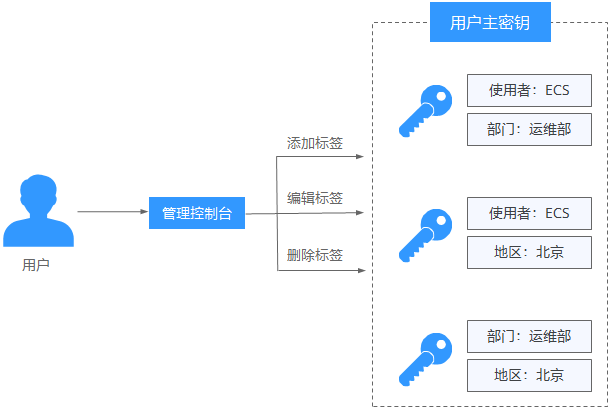 用户主密钥
使用者：ECS
部门：运维部
添加标签
编辑标签
删除标签
管理控制台
用户
使用者：ECS
地区：北京
部门：运维部
地区：北京